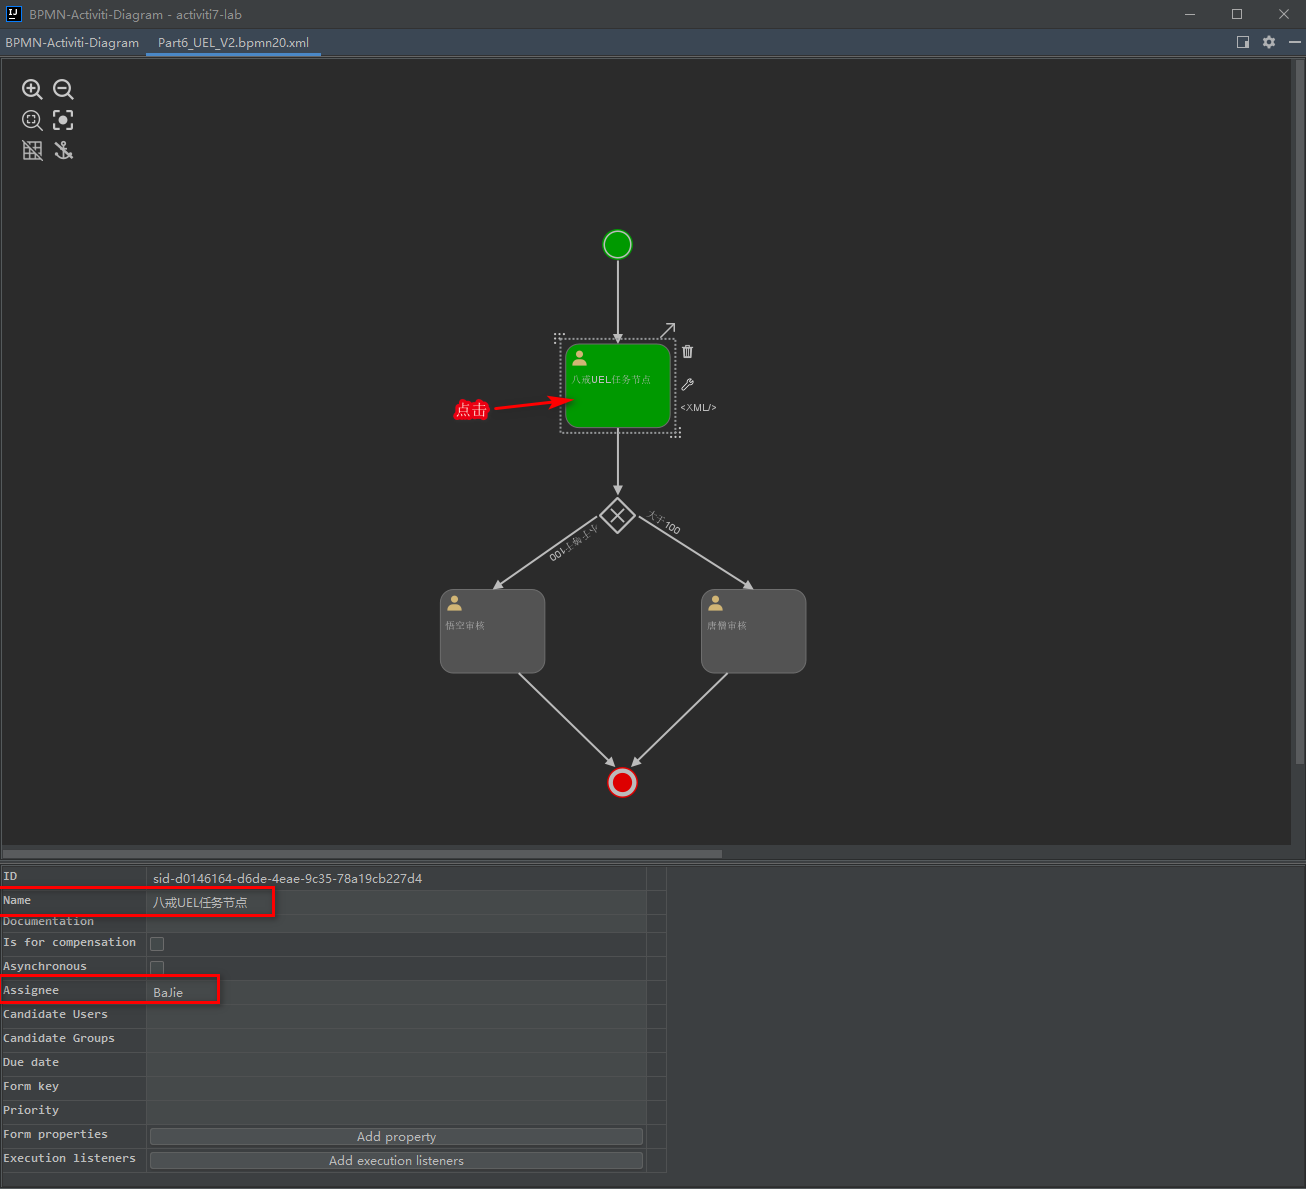 BPMN-Activiti-Diagram - activiti7-lab
BPMN-Activiti-Diagram
Part6_UEL_V2.bpmn20.xml
八戒UEL任务节点
点击
<XML/>
大于100
小于等于100
悟空审核
唐僧审核
ID
sid-d0146164-d6de-4eae-9c35-78a19cb227d4
Name
八戒UEL任务节点
Documentation
Is for compensation
Asynchronous
Assignee
BaJie
Candidate Users
Candidate Groups
Due date
Form key
Priority
Form properties
Add property
Execution listeners
Add execution listeners